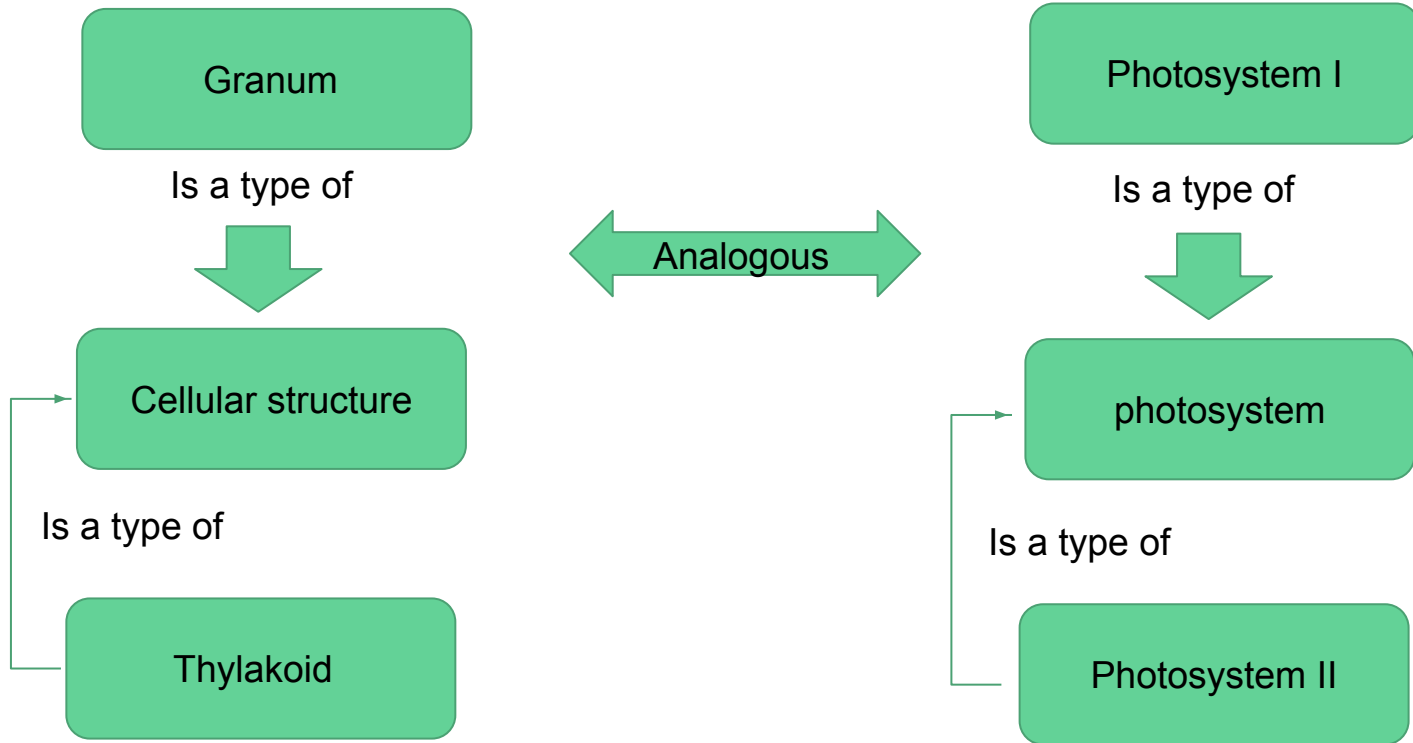 Granum
Is a type of
Cellular structure
Is a type of
Thylakoid
Analogous
Photosystem I
Is a type of
photosystem
Is a type of
Photosystem II